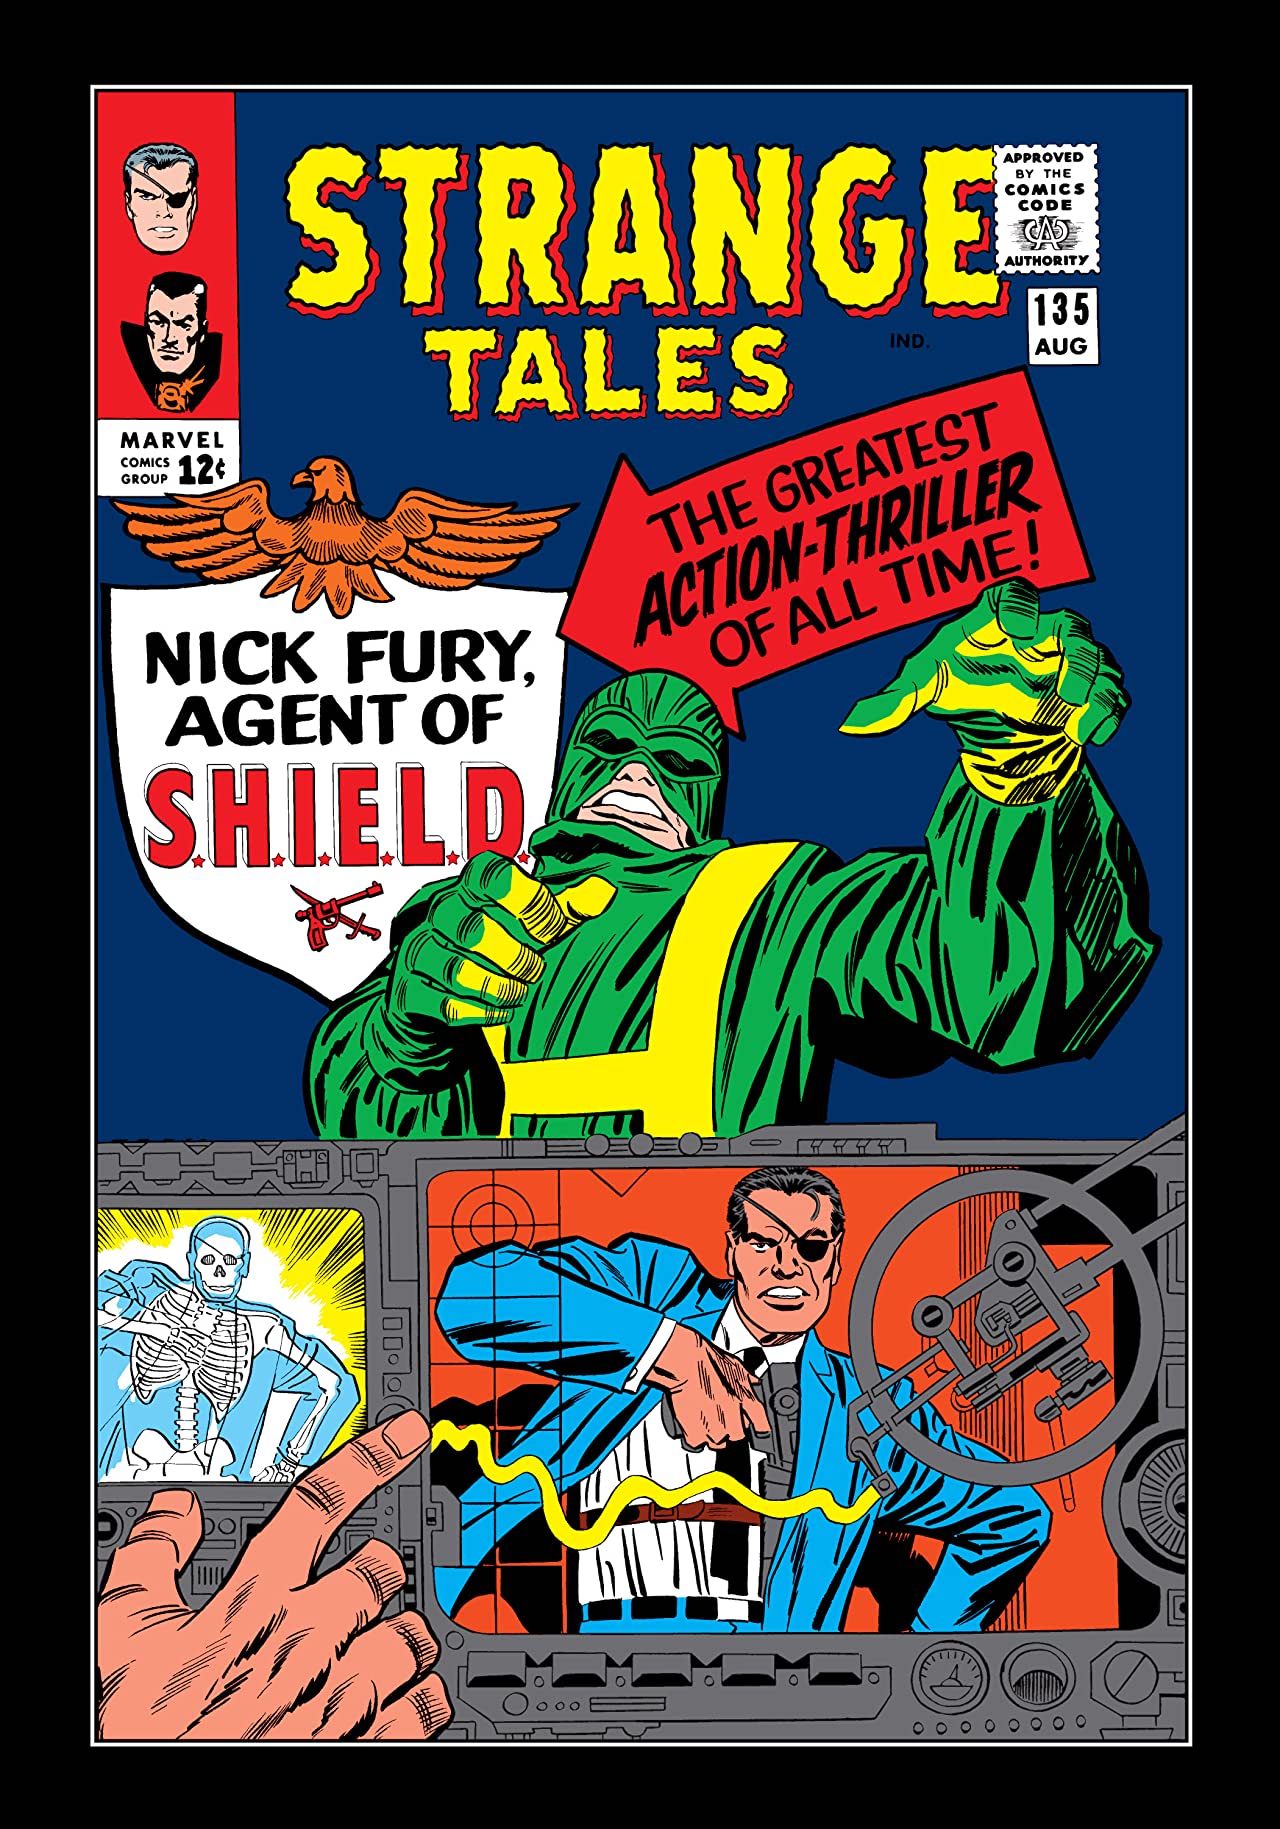 STRANGE
TALES
APPROVED
BY THE
COMICS
CODE
CA
AUTHORITY
IND.
135
AUG
MARVEL
COMICS
GROUP 12¢
THE GREATEST
ACTION-THRILLER
OF ALL TIME!
NICK FURY,
AGENT OF
S.H.I.E.L.D.